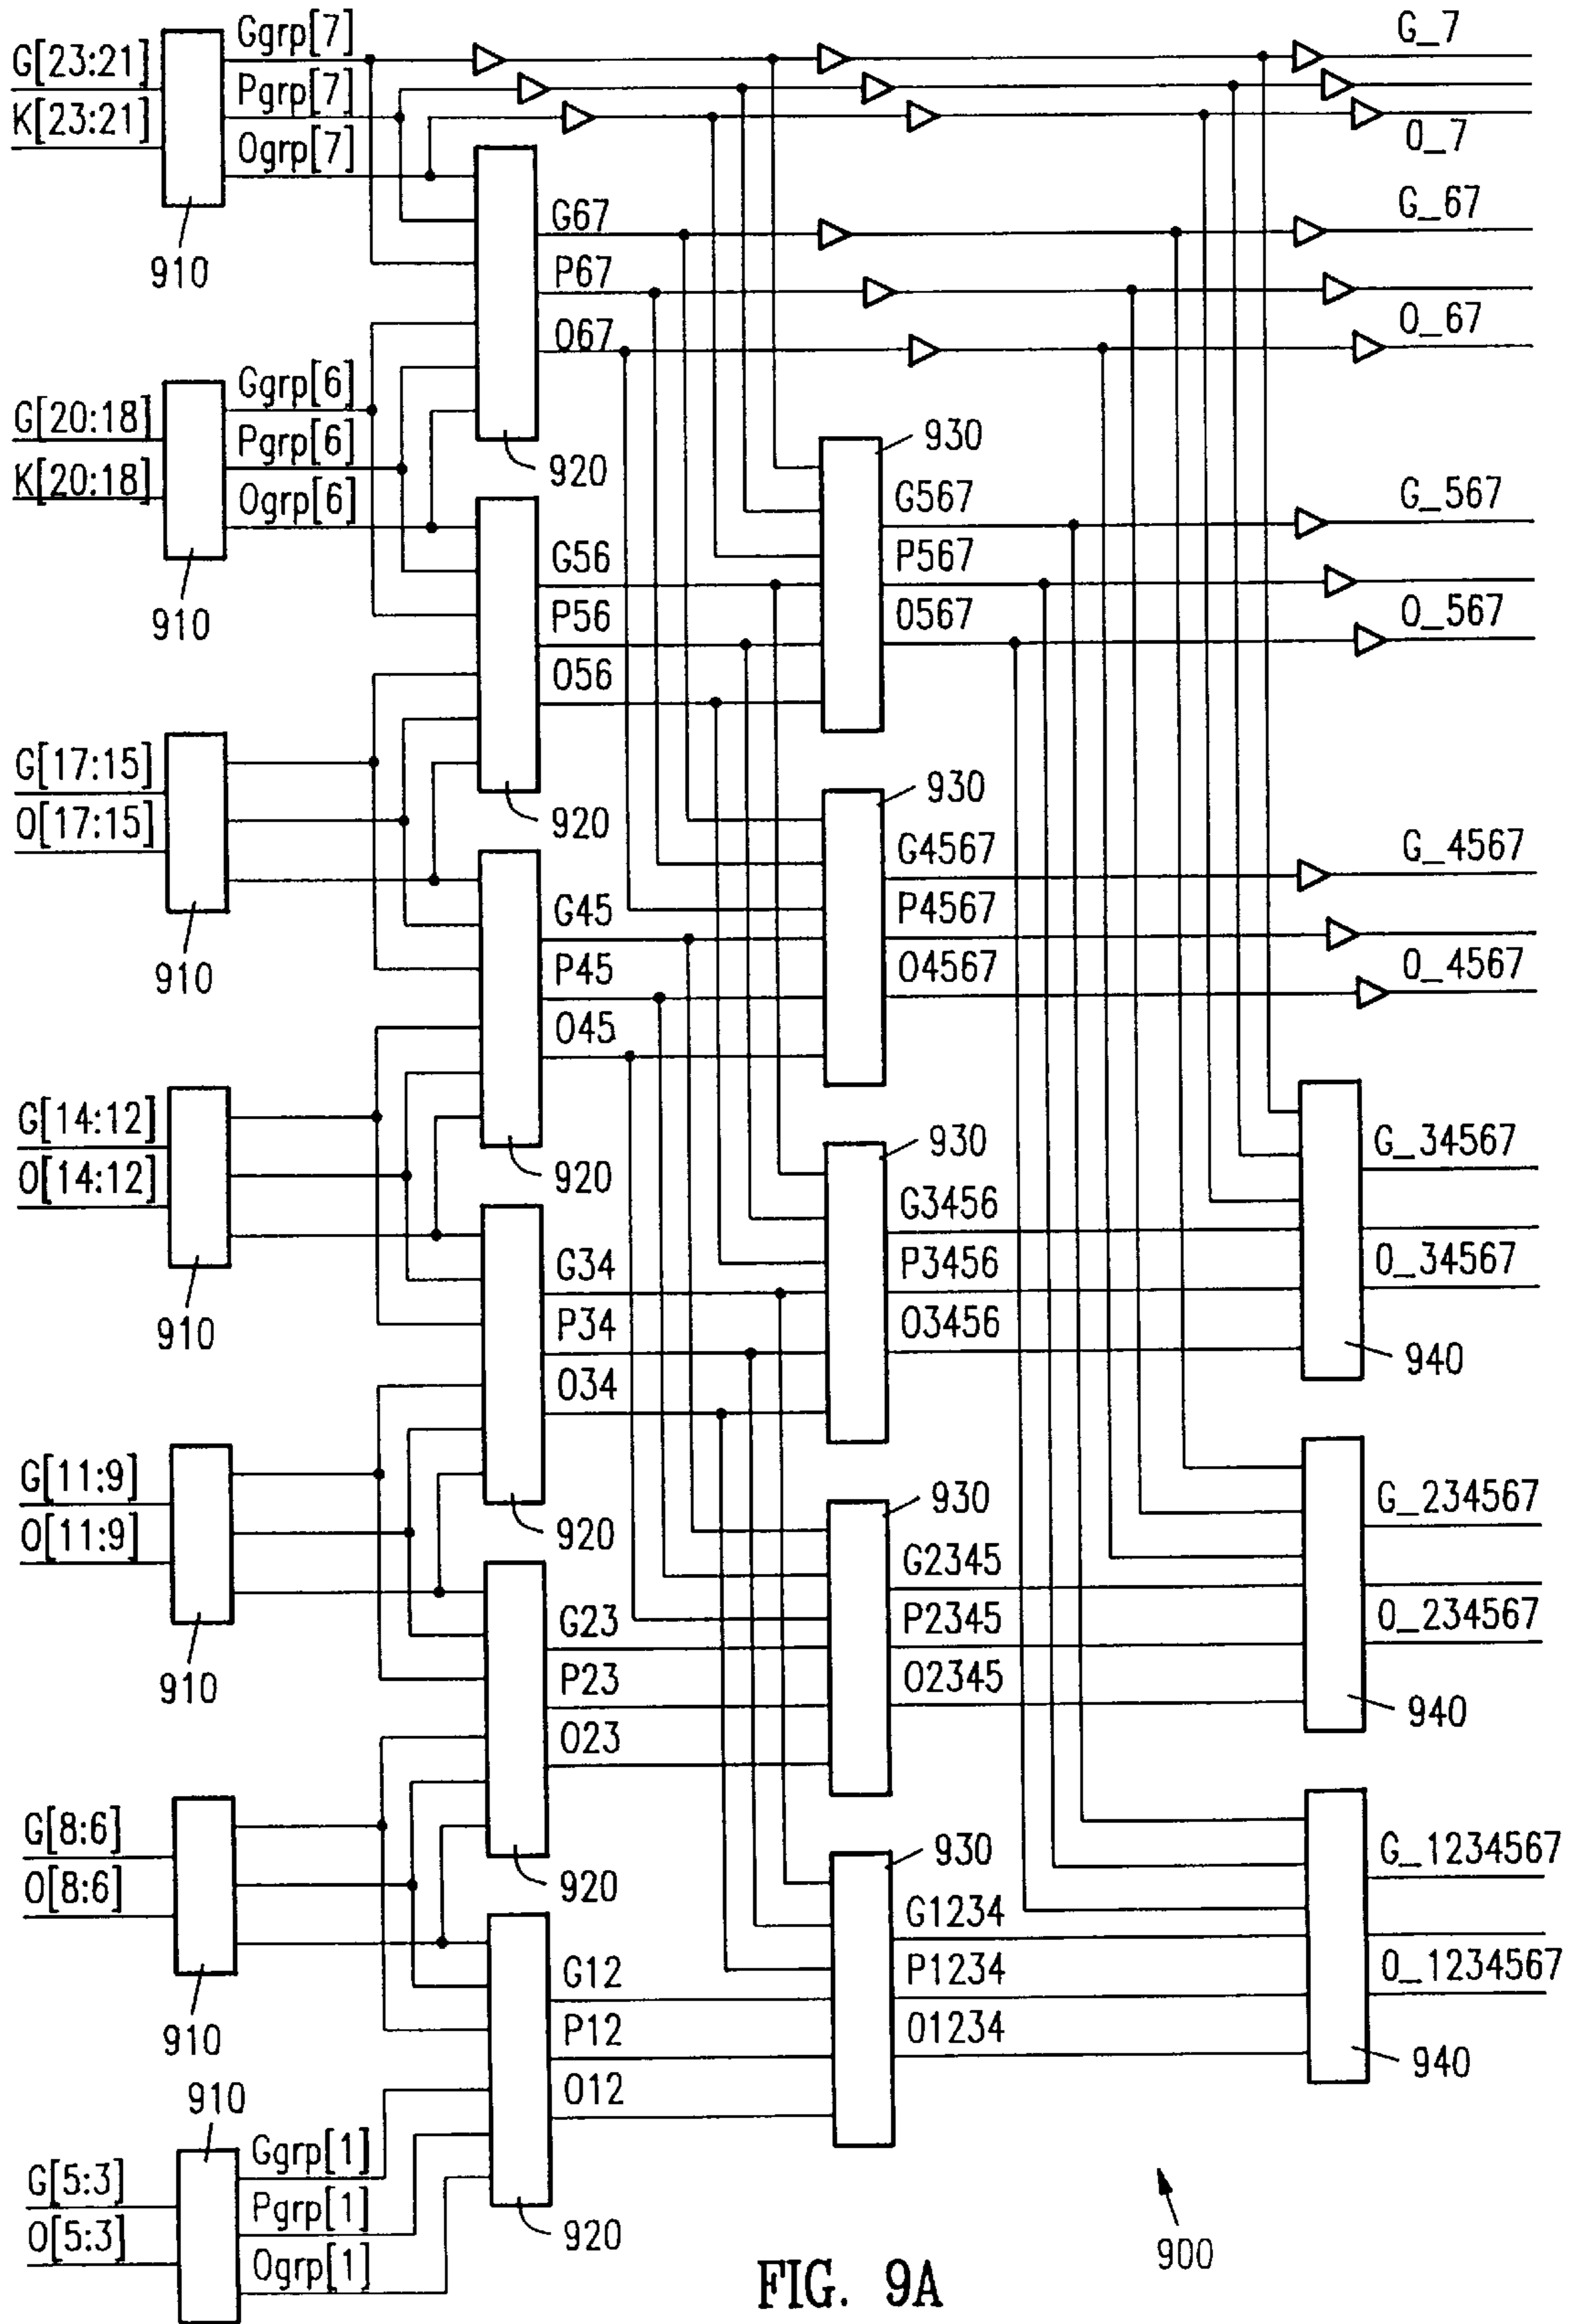 G[23:21]
K[23:21]
Ggrp[7]
Pgrp[7]
Ogrp[7]
910
G_7
O_7
G67
P67
O67
920
G_67
O_67
G[20:18]
K[20:18]
Ggrp[6]
Pgrp[6]
Ogrp[6]
910
G56
P56
O56
920
930
G567
P567
O567
G_567
O_567
G[17:15]
O[17:15]
910
G45
P45
O45
920
930
G4567
P4567
O4567
G_4567
O_4567
G[14:12]
O[14:12]
910
G34
P34
O34
920
930
G3456
P3456
O3456
G_34567
O_34567
940
G[11:9]
O[11:9]
910
G23
P23
O23
920
930
G2345
P2345
O2345
G_234567
O_234567
940
G[8:6]
O[8:6]
910
G12
P12
O12
920
930
G1234
P1234
O1234
G_1234567
O_1234567
940
910
G[5:3]
O[5:3]
Ggrp[1]
Pgrp[1]
Ogrp[1]
900
FIG. 9A